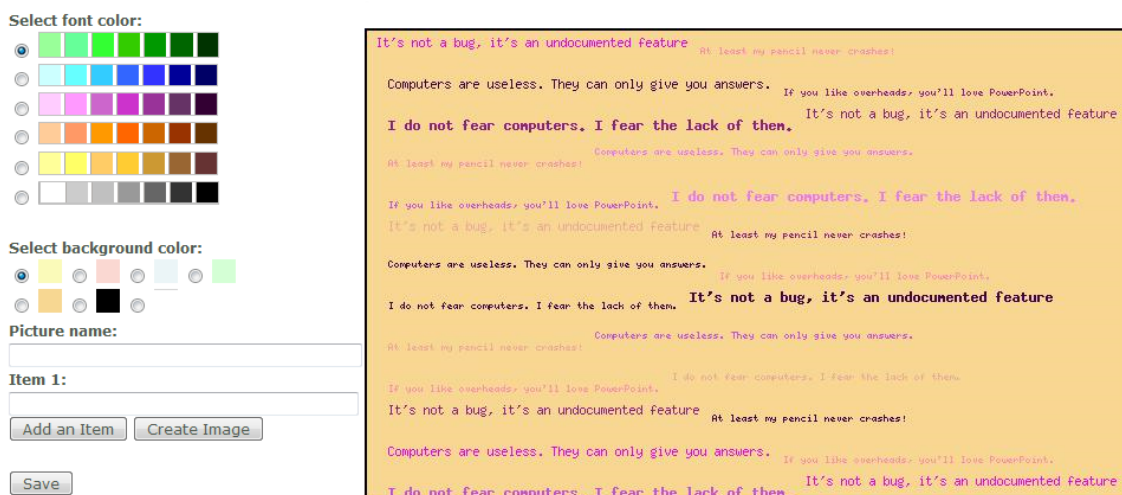 Select font color:
Select background color:
Picture name:
Item 1:
Add an Item Create Image
Save
It's not a bug, it's an undocumented feature
At least my pencil never crashes!
Computers are useless. They can only give you answers.
If you like overheads, you'll love PowerPoint.
It's not a bug, it's an undocumented feature
I do not fear computers. I fear the lack of them.
Computers are useless. They can only give you answers.
At least my pencil never crashes!
I do not fear computers. I fear the lack of them.
If you like overheads, you'll love PowerPoint.
It's not a bug, it's an undocumented feature
At least my pencil never crashes!
Computers are useless. They can only give you answers.
If you like overheads, you'll love PowerPoint.
It's not a bug, it's an undocumented feature
I do not fear computers. I fear the lack of them.
Computers are useless. They can only give you answers.
At least my pencil never crashes!
I do not fear computers. I fear the lack of them.
If you like overheads, you'll love PowerPoint.
It's not a bug, it's an undocumented feature
At least my pencil never crashes!
Computers are useless. They can only give you answers.
If you like overheads, you'll love PowerPoint.
It's not a bug, it's an undocumented feature
I do not fear computers. I fear the lack of them.